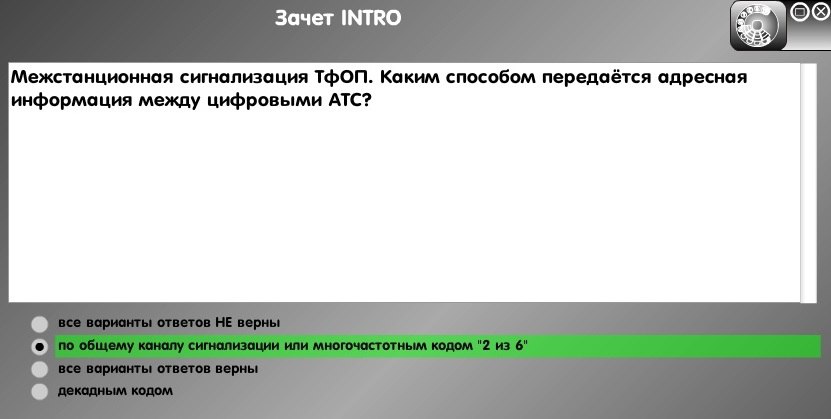 Зачет INTRO
Межстанционная сигнализация ТфОП. Каким способом передаётся адресная
информация между цифровыми АТС?
все варианты ответов НЕ верны
по общему каналу сигнализации или многочастотным кодом "2 из 6"
все варианты ответов верны
декадным кодом